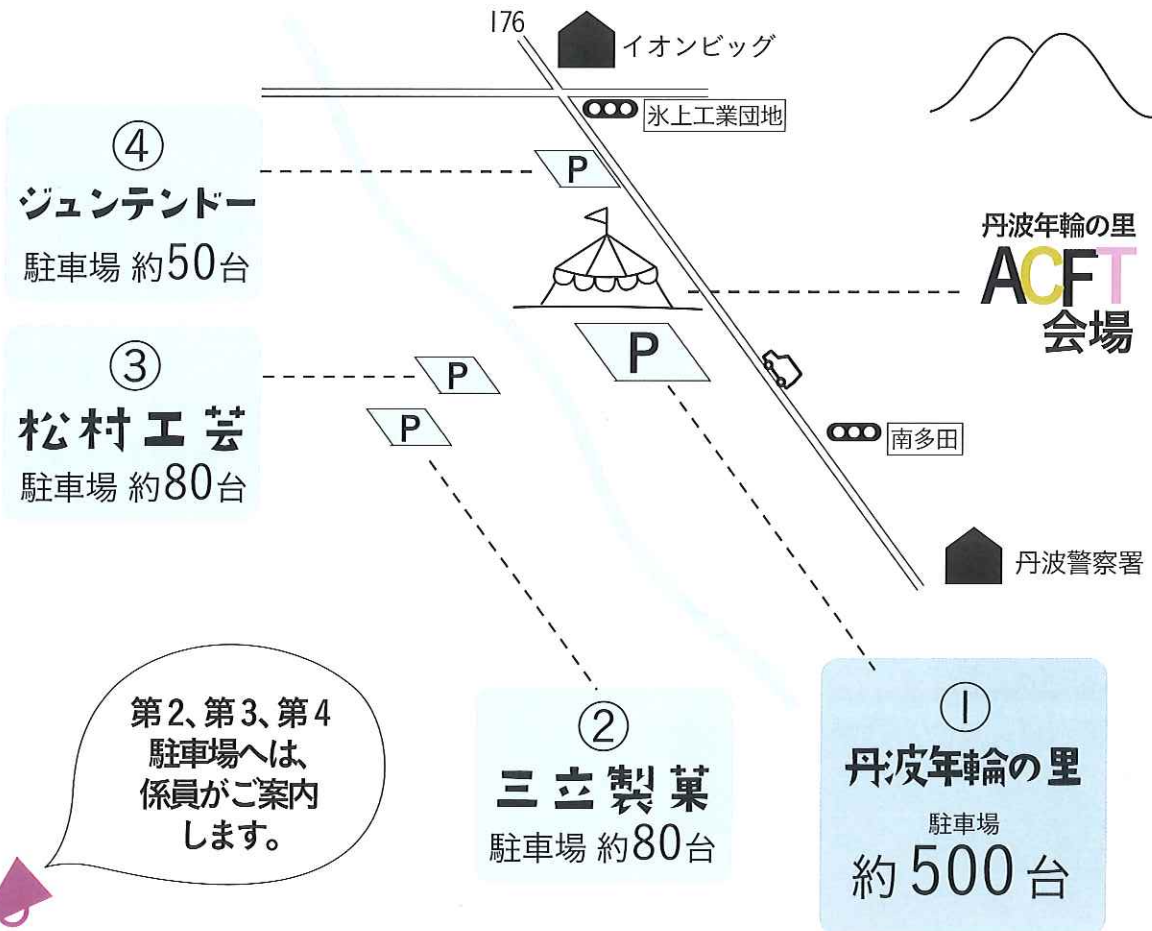 176
イオンビッグ
氷上工業団地
④
ジュンテンドー
駐車場 約50台
P
丹波年輪の里
ACFT
会場
③
松村工芸
駐車場 約80台
P
P
P
南多田
丹波警察署
第2、第3、第4
駐車場へは、
係員がご案内
します。
②
三立製菓
駐車場 約80台
①
丹波年輪の里
駐車場
約500台